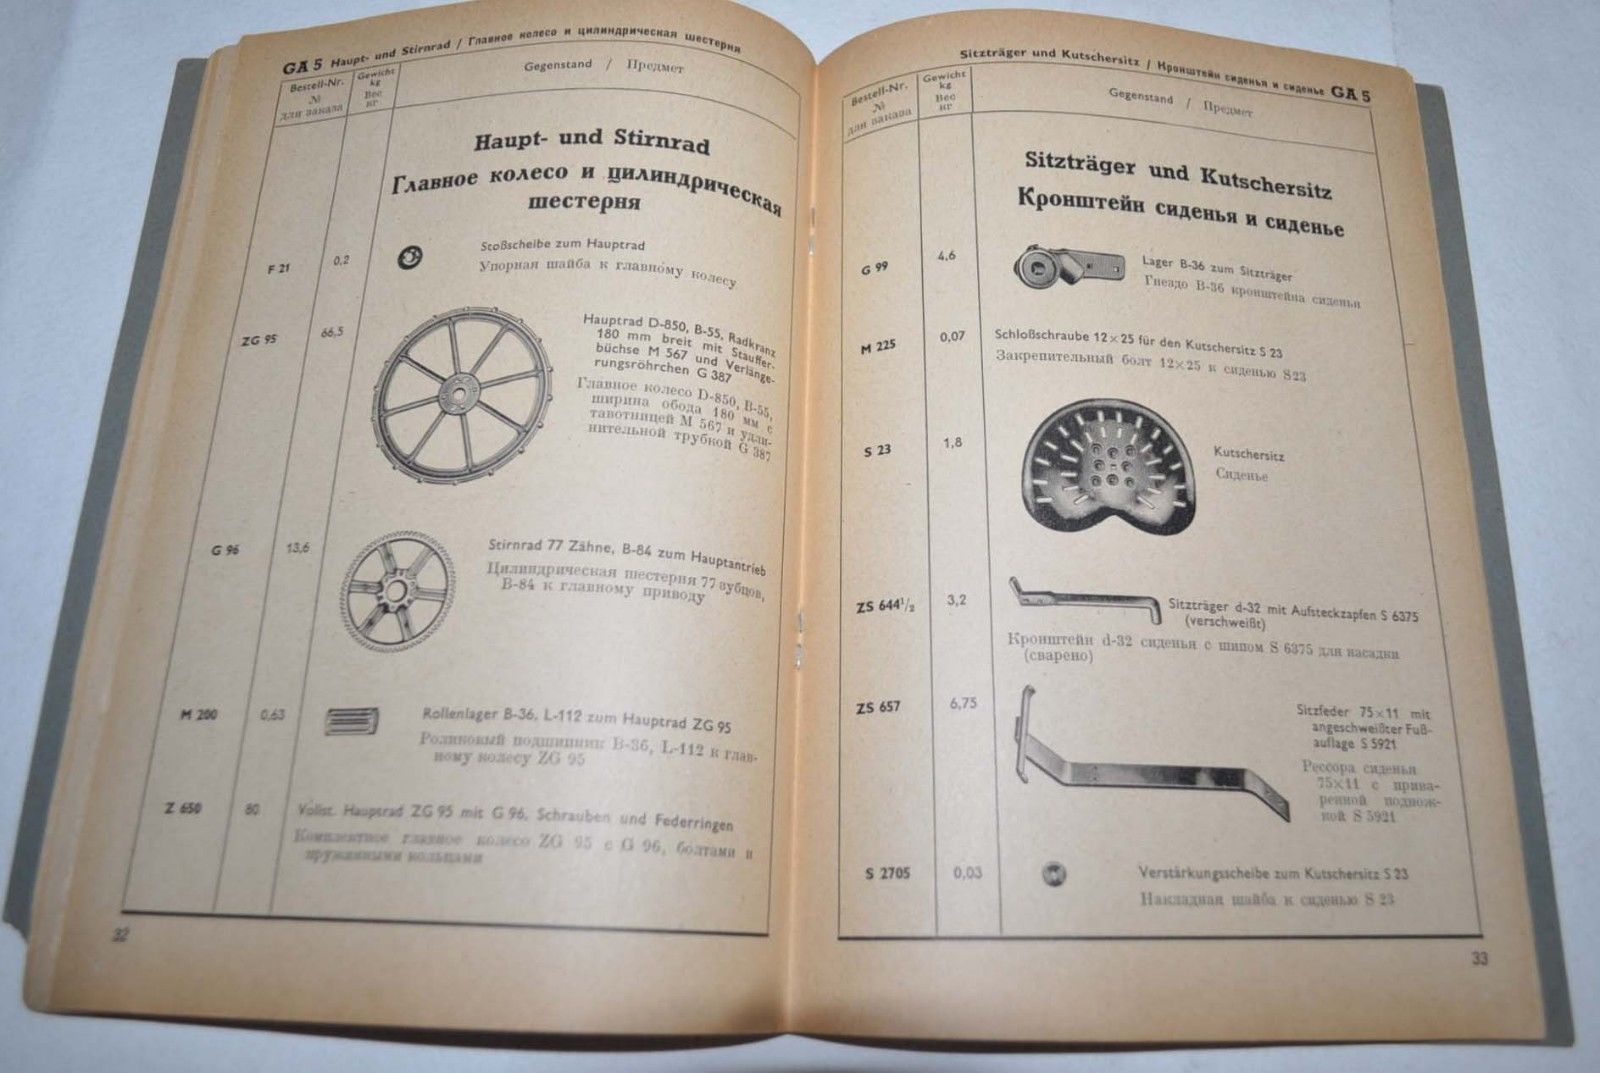 GA 5 Haupt- und Stirnrad / Главное колесо и цилиндрическая шестерня
Bestell-Nr.
№
для заказа
Gewicht
kg
Вес
кг
Gegenstand / Предмет
Haupt- und Stirnrad
Главное колесо и цилиндрическая
шестерня
F 21
0,2
Stoßscheibe zum Hauptrad
Упорная шайба к главному колесу
ZG 95
66,5
Hauptrad D-850, B-55, Radkranz
180 mm breit mit Stauffer-
büchse M 567 und Verlänge-
rungsröhrchen G 387
Главное колесо D-850, B-55,
ширина обода 180 мм с
тавотницей M 567 и удли-
нительной трубкой G 387
G 96
13,6
Stirnrad 77 Zähne, B-84 zum Hauptantrieb
Цилиндрическая шестерня 77 зубцов,
B-84 к главному приводу
M 200
0,63
Rollenlager B-36, L-112 zum Hauptrad ZG 95
Роликовый подшипник B-36, L-112 к глав-
ному колесу ZG 95
Z 650
80
Vollst. Hauptrad ZG 95 mit G 96, Schrauben und Federringen
Комплектное главное колесо ZG 95 с G 96, болтами и
пружинными кольцами
32
Sitzträger und Kutschersitz / Кронштейн сиденья и сиденье GA 5
Bestell-Nr.
№
для заказа
Gewicht
kg
Вес
кг
Gegenstand / Предмет
Sitzträger und Kutschersitz
Кронштейн сиденья и сиденье
G 99
4,6
Lager B-36 zum Sitzträger
Гнездо B-36 кронштейна сиденья
M 225
0,07
Schloßschraube 12×25 für den Kutschersitz S 23
Закрепительный болт 12×25 к сиденью S23
S 23
1,8
Kutschersitz
Сиденье
ZS 644¹/₂
3,2
Sitzträger d-32 mit Aufsteckzapfen S 6375
(verschweißt)
Кронштейн d-32 сиденья с шипом S 6375 для насадки
(сварено)
ZS 657
6,75
Sitzfeder 75×11 mit
angeschweißter Fuß-
auflage S 5921
Рессора сиденья
75×11 с прива-
ренной поднож-
кой S 5921
S 2705
0,03
Verstärkungsscheibe zum Kutschersitz S 23
Накладная шайба к сиденью S 23
33